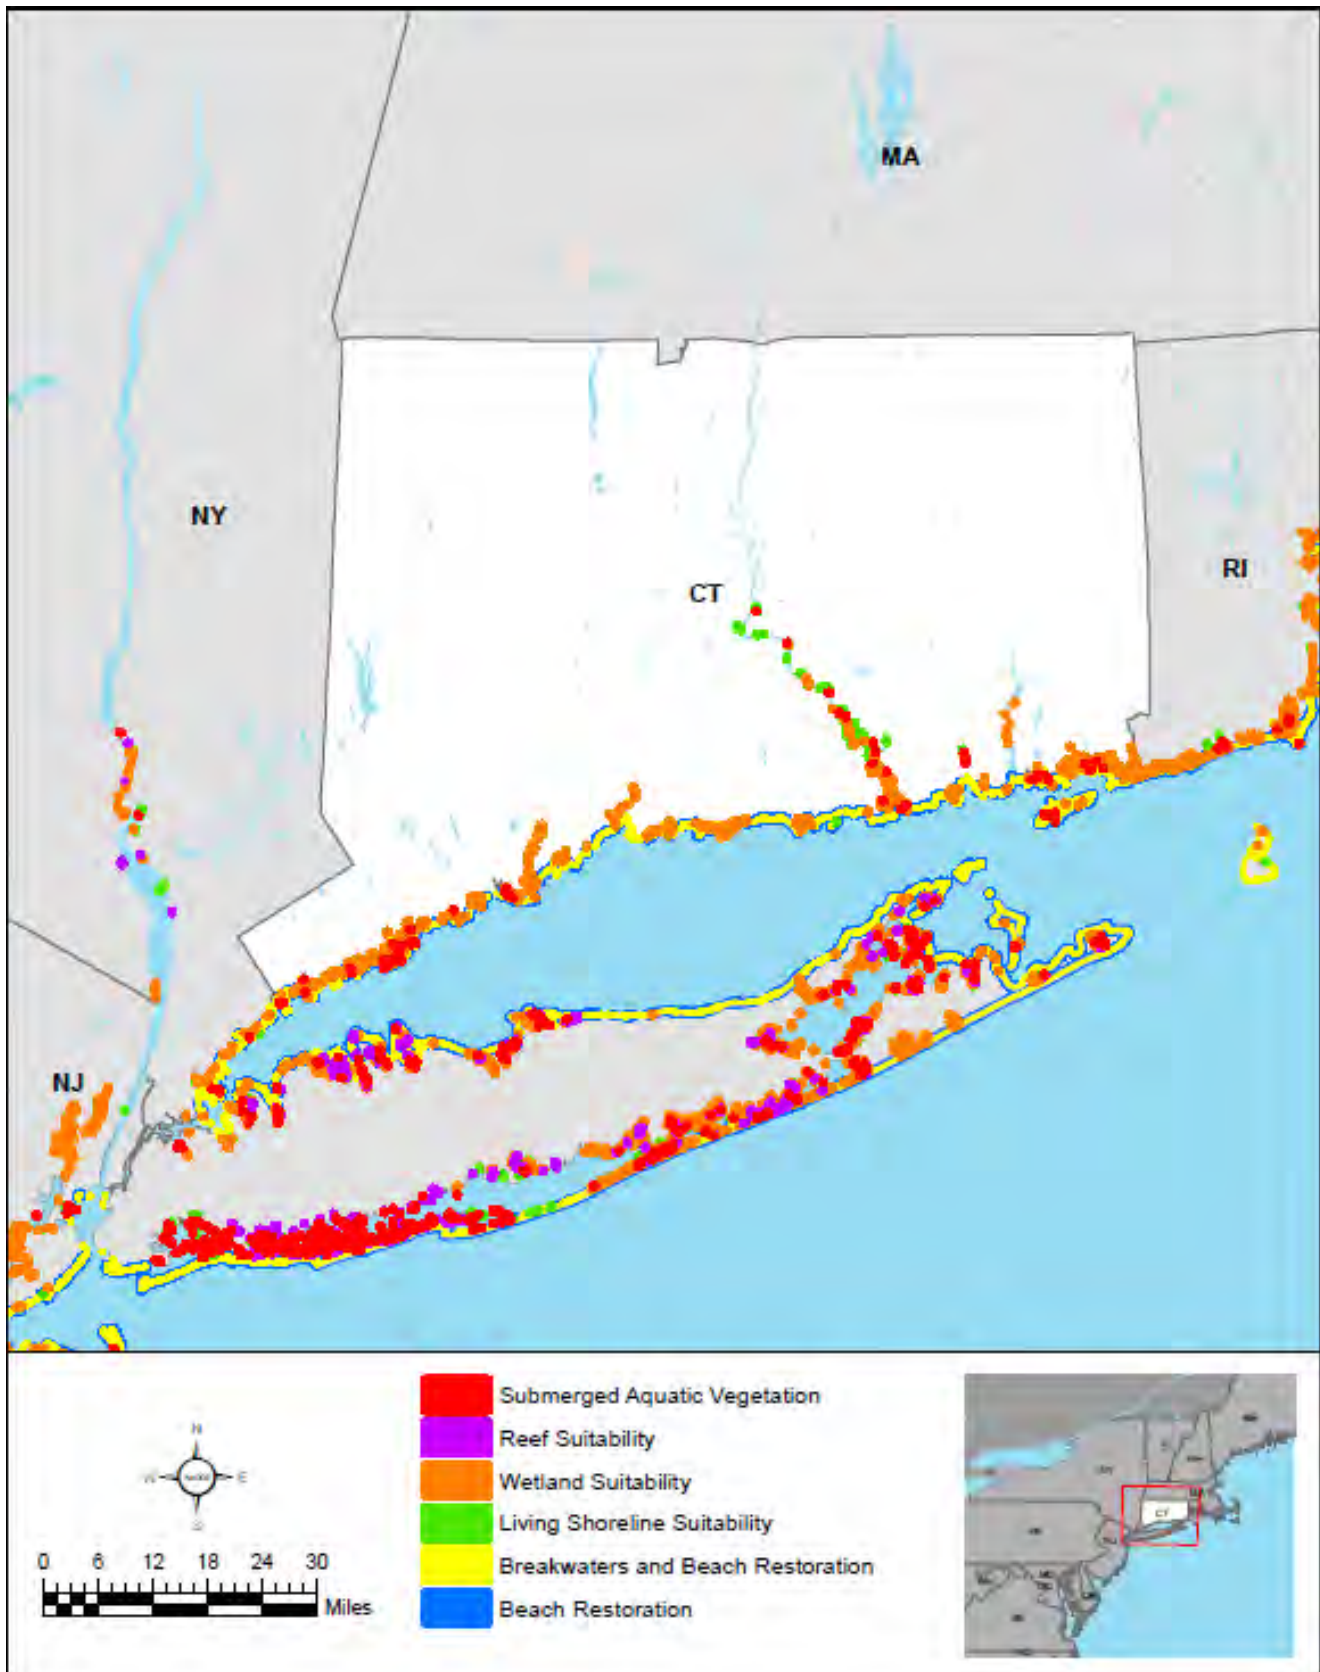 MA
NY
CT
RI
NJ
N
W
E
S
Submerged Aquatic Vegetation
Reef Suitability
Wetland Suitability
Living Shoreline Suitability
Breakwaters and Beach Restoration
Beach Restoration
0 6 12 18 24 30
Miles
CT